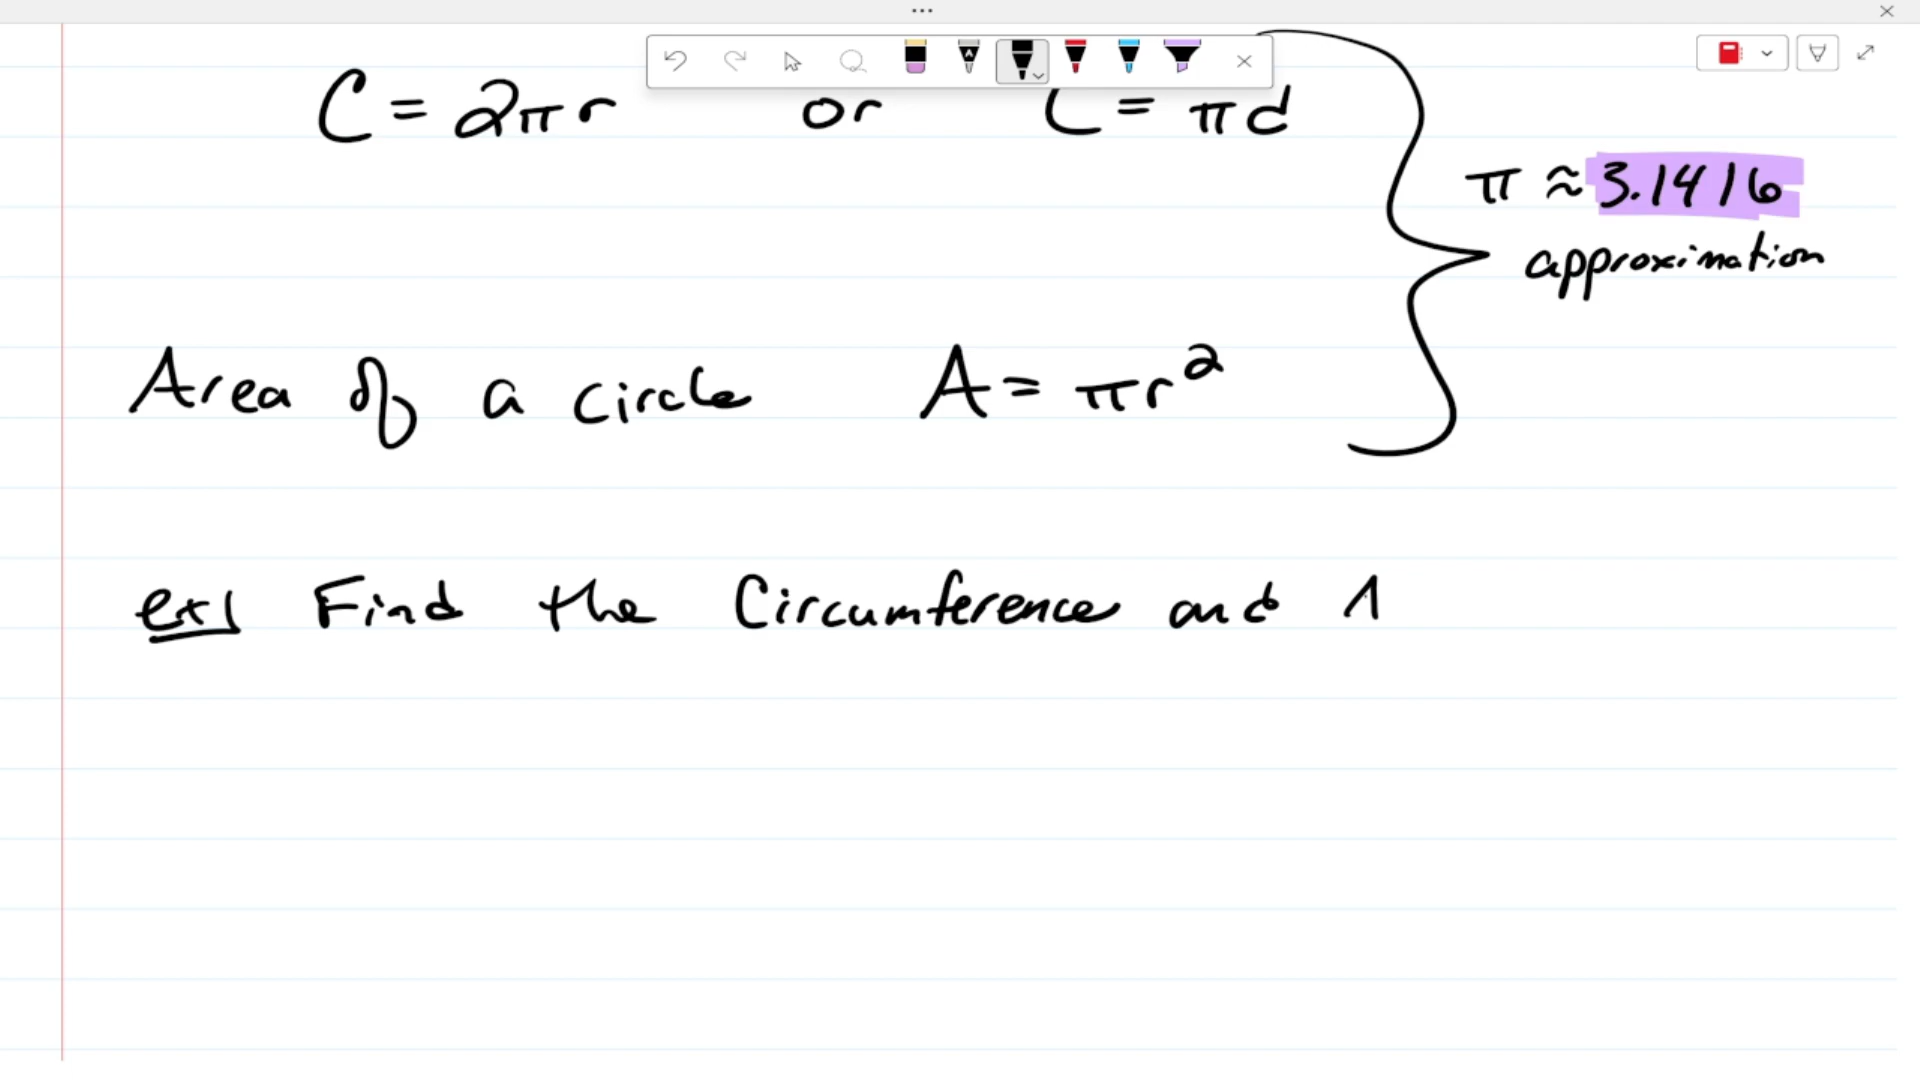 C = 2πr or C = πd
π ≈ 3.1416
approximation
Area of a circle A = πr²
ex1 Find the Circumference and